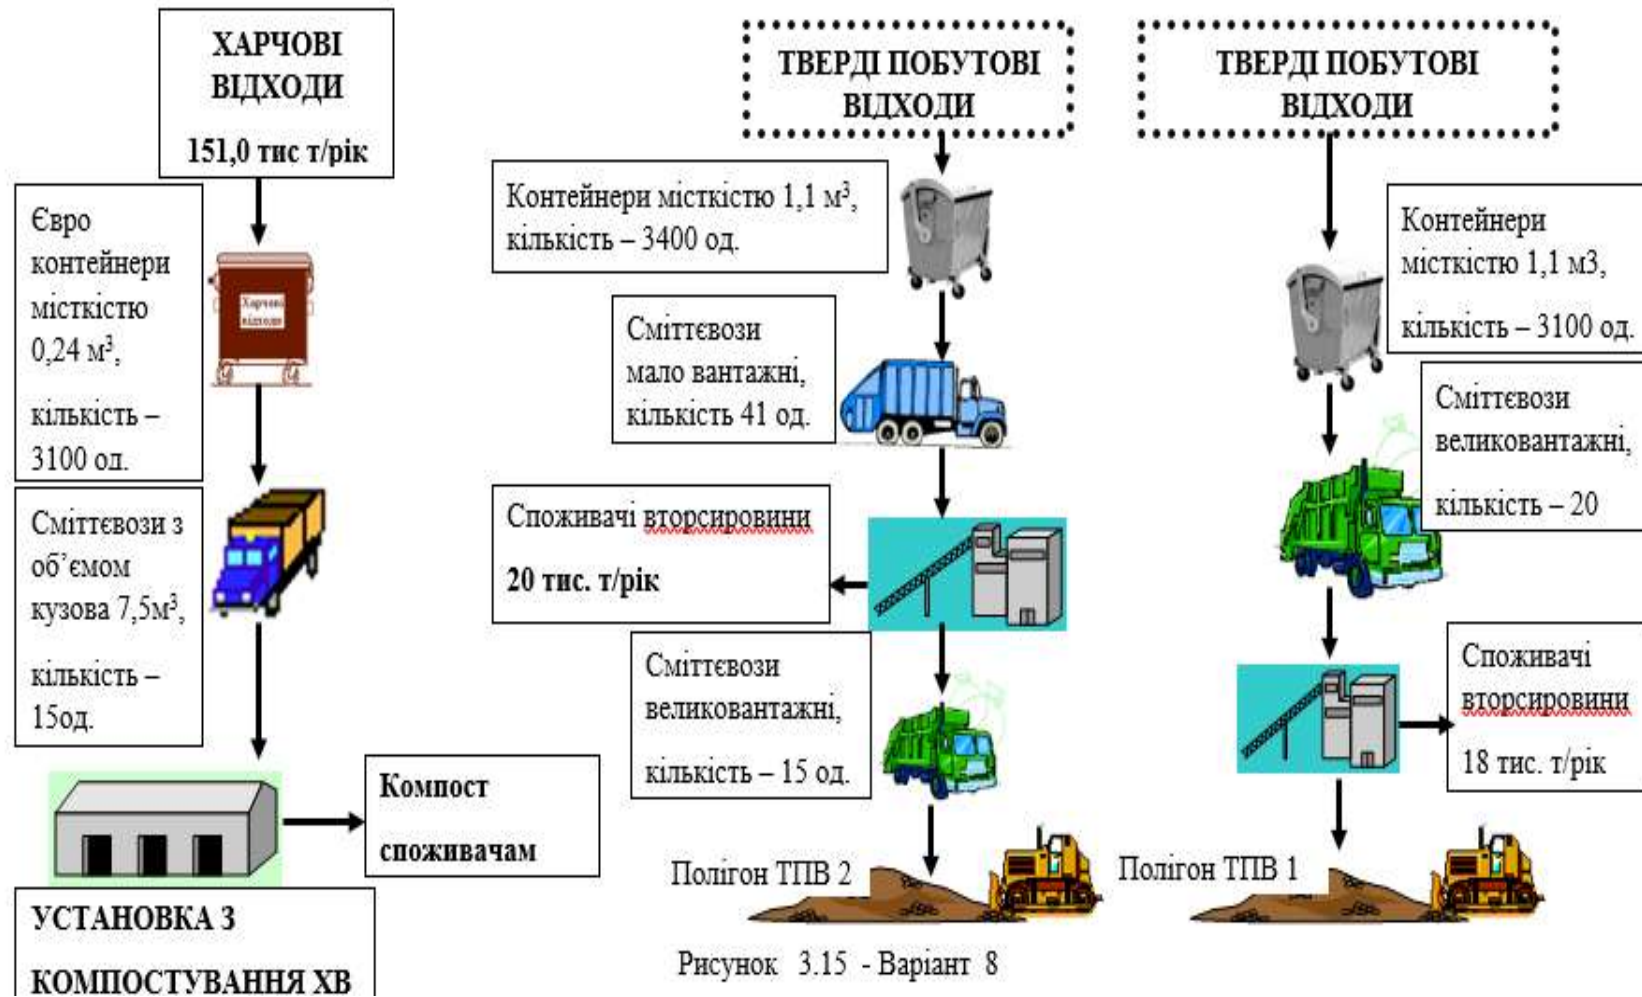 ХАРЧОВІ
ВІДХОДИ
151,0 тис т/рік
Євро
контейнери
місткістю
0,24 м³,
кількість –
3100 од.
Харчові
відходи
Сміттєвози з
об’ємом
кузова 7,5м³,
кількість –
15од.
Компост
споживачам
УСТАНОВКА З
КОМПОСТУВАННЯ ХВ
ТВЕРДІ ПОБУТОВІ
ВІДХОДИ
Контейнери місткістю 1,1 м³,
кількість – 3400 од.
Сміттєвози
мало вантажні,
кількість 41 од.
Споживачі вторсировини
20 тис. т/рік
Сміттєвози
великовантажні,
кількість – 15 од.
Полігон ТПВ 2
ТВЕРДІ ПОБУТОВІ
ВІДХОДИ
Контейнери
місткістю 1,1 м3,
кількість – 3100 од.
Сміттєвози
великовантажні,
кількість – 20
Споживачі
вторсировини
18 тис. т/рік
Полігон ТПВ 1
Рисунок 3.15 - Варіант 8